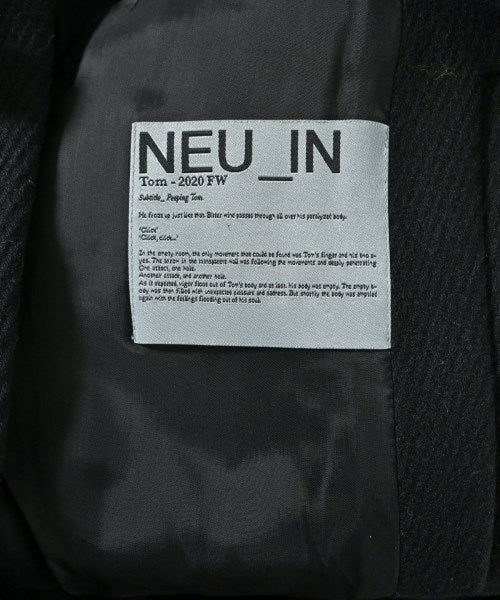 NEU_IN
Tom - 2020 FW
Subtitle_ Peeping Tom.
He froze up just like that. Bitter wind passes through all over his paralyzed body.
'Click'
'Click, click...'
In the empty room, the only movement that could be found was Tom's finger and his two e-
yes. The arrow in the transparent wall was following the movements and deeply penetrating
One attack, one hole.
Another attack, and another hole.
As it repeated, vigor float out of Tom's body and at last, his body was empty. The empty b-
ody was then filled with unexpected pleasure and sadness. But shortly the body was emptied
again with the feelings flooding out of his soul.